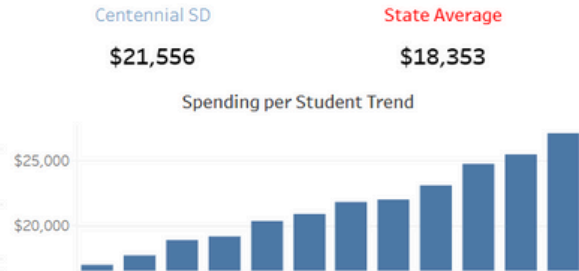 Centennial SD State Average
$21,556 $18,353
Spending per Student Trend
$25,000
$20,000